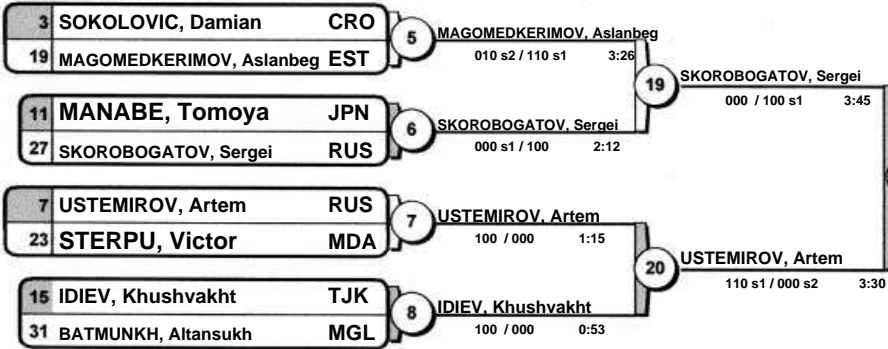 3 SOKOLOVIC, Damian CRO
19 MAGOMEDKERIMOV, Aslanbeg EST
5
MAGOMEDKERIMOV, Aslanbeg
010 s2 / 110 s1 3:26
11 MANABE, Tomoya JPN
27 SKOROBOGATOV, Sergei RUS
6
SKOROBOGATOV, Sergei
000 s1 / 100 2:12
19
SKOROBOGATOV, Sergei
000 / 100 s1 3:45
7 USTEMIROV, Artem RUS
23 STERPU, Victor MDA
7
USTEMIROV, Artem
100 / 000 1:15
15 IDIEV, Khushvakht TJK
31 BATMUNKH, Altansukh MGL
8
IDIEV, Khushvakht
100 / 000 0:53
20
USTEMIROV, Artem
110 s1 / 000 s2 3:30